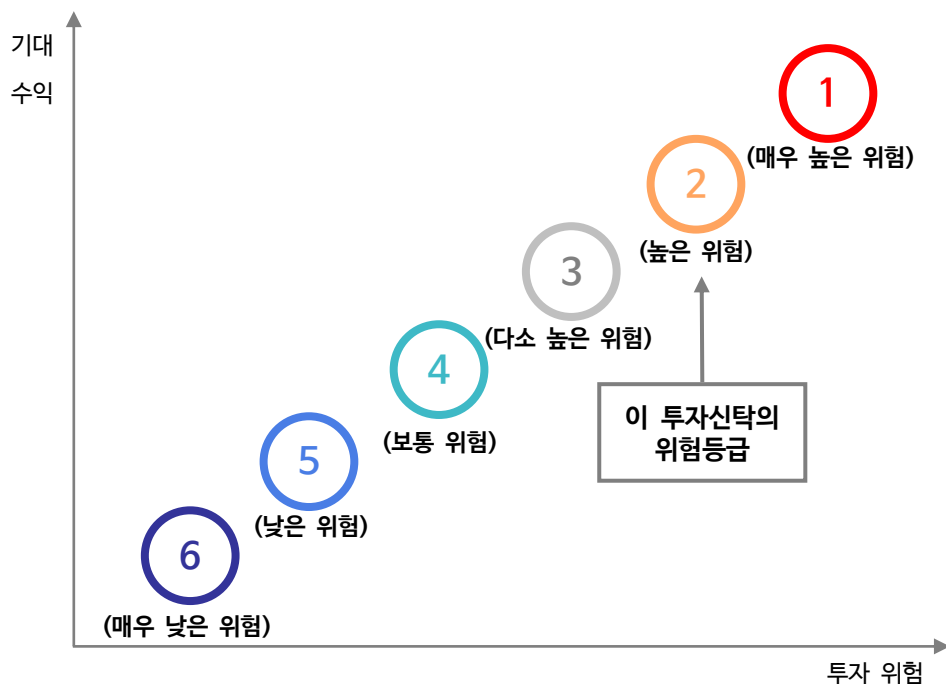 기대
수익
1
(매우 높은 위험)
2
(높은 위험)
3
(다소 높은 위험)
4
(보통 위험)
이 투자신탁의
위험등급
5
(낮은 위험)
6
(매우 낮은 위험)
투자 위험